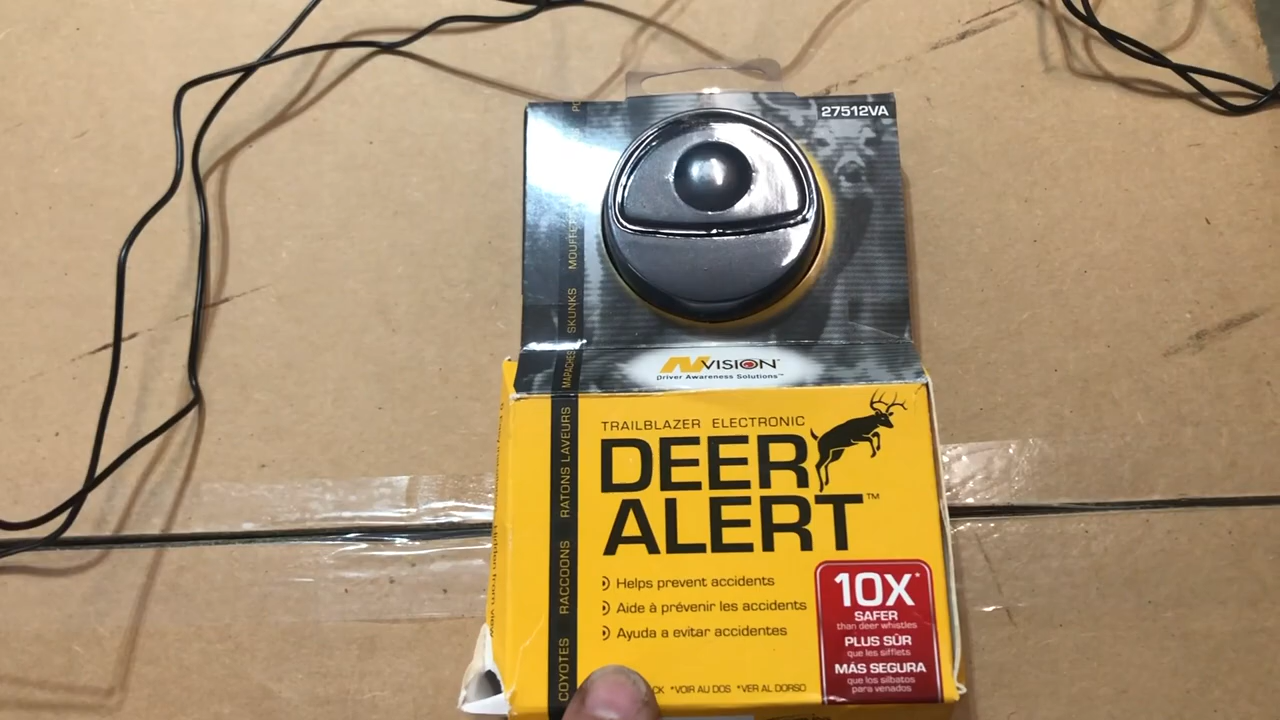 27512VA
NVISION™
Driver Awareness Solutions™
TRAILBLAZER ELECTRONIC
DEER
ALERT™
Helps prevent accidents
Aide à prévenir les accidents
Ayuda a evitar accidentes
10X*
SAFER
than deer whistles
PLUS SÛR
que les sifflets
MÁS SEGURA
que los silbatos
para venados
*VOIR AU DOS *VER AL DORSO
COYOTES RACCOONS RATONS LAVEURS MAPACHES SKUNKS